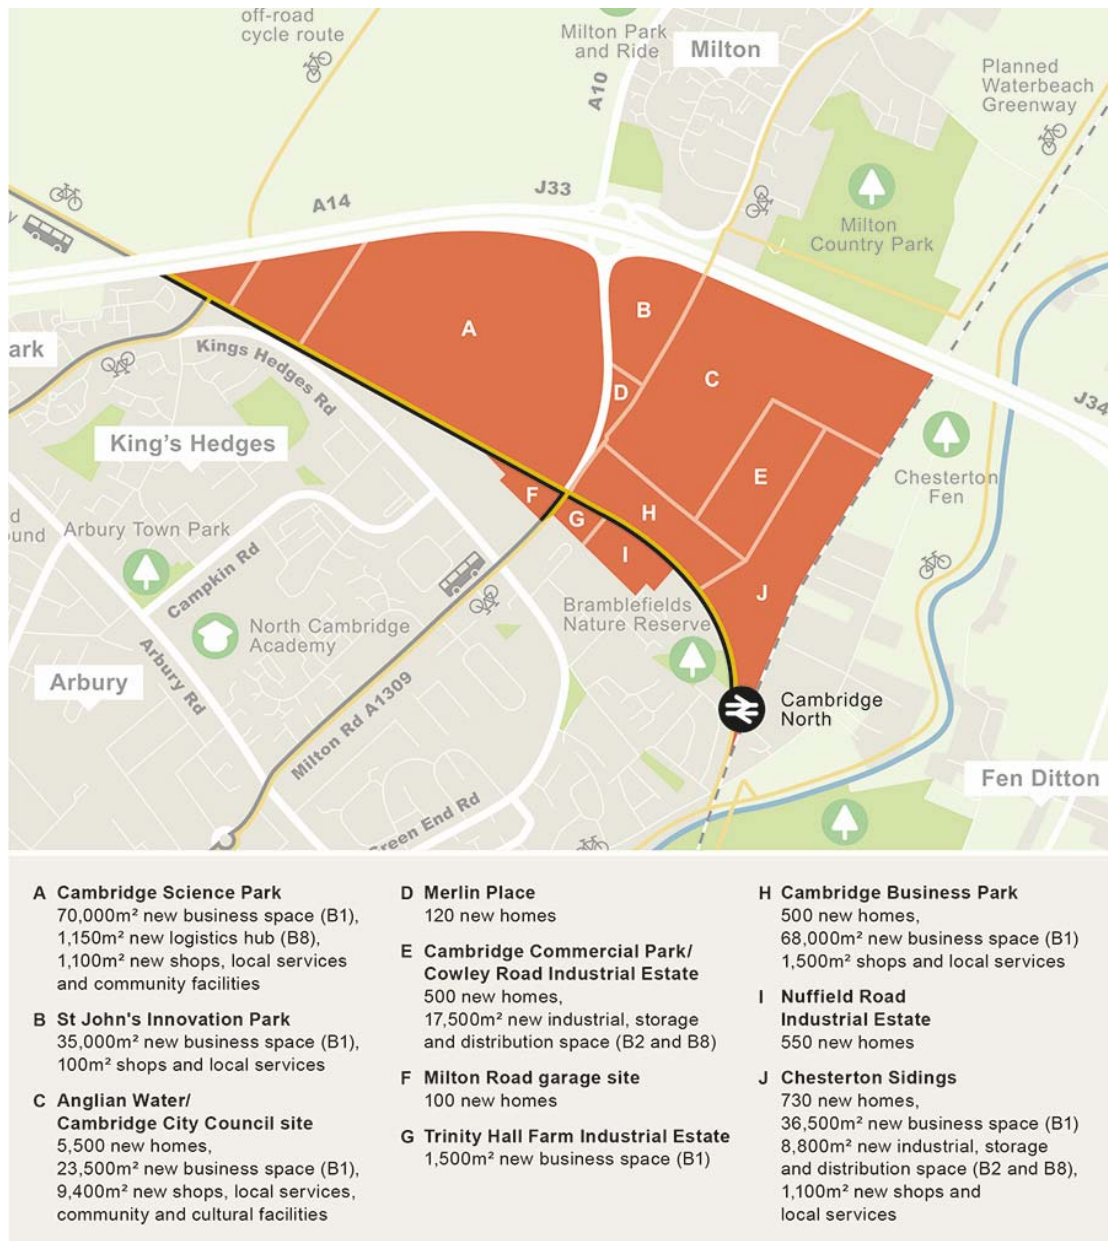 off-road
cycle route
Milton Park
and Ride
Milton
A10
Planned
Waterbeach
Greenway
J33
A14
Milton
Country Park
B
A
ark
Kings Hedges Rd
C
D
J34
King's Hedges
Chesterton
Fen
E
F
G
H
d
ound
Arbury Town Park
I
Campkin Rd
J
Bramblefields
Nature Reserve
North Cambridge
Academy
Arbury Rd
Arbury
Cambridge
North
Milton Rd A1309
Fen Ditton
Green End Rd
A Cambridge Science Park
70,000m² new business space (B1),
1,150m² new logistics hub (B8),
1,100m² new shops, local services
and community facilities
B St John's Innovation Park
35,000m² new business space (B1),
100m² shops and local services
C Anglian Water/
Cambridge City Council site
5,500 new homes,
23,500m² new business space (B1),
9,400m² new shops, local services,
community and cultural facilities
D Merlin Place
120 new homes
E Cambridge Commercial Park/
Cowley Road Industrial Estate
500 new homes,
17,500m² new industrial, storage
and distribution space (B2 and B8)
F Milton Road garage site
100 new homes
G Trinity Hall Farm Industrial Estate
1,500m² new business space (B1)
H Cambridge Business Park
500 new homes,
68,000m² new business space (B1)
1,500m² shops and local services
I Nuffield Road
Industrial Estate
550 new homes
J Chesterton Sidings
730 new homes,
36,500m² new business space (B1)
8,800m² new industrial, storage
and distribution space (B2 and B8),
1,100m² new shops and
local services